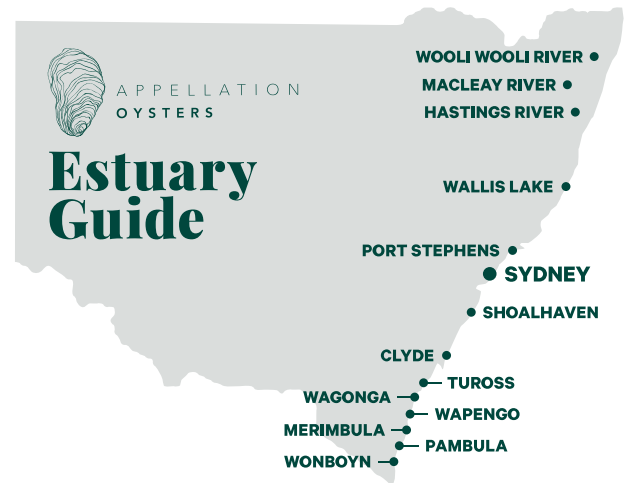 APPELLATION
OYSTERS
Estuary
Guide
WOOLI WOOLI RIVER
MACLEAY RIVER
HASTINGS RIVER
WALLIS LAKE
PORT STEPHENS
SYDNEY
SHOALHAVEN
CLYDE
TUROSS
WAGONGA
WAPENGO
MERIMBULA
PAMBULA
WONBOYN